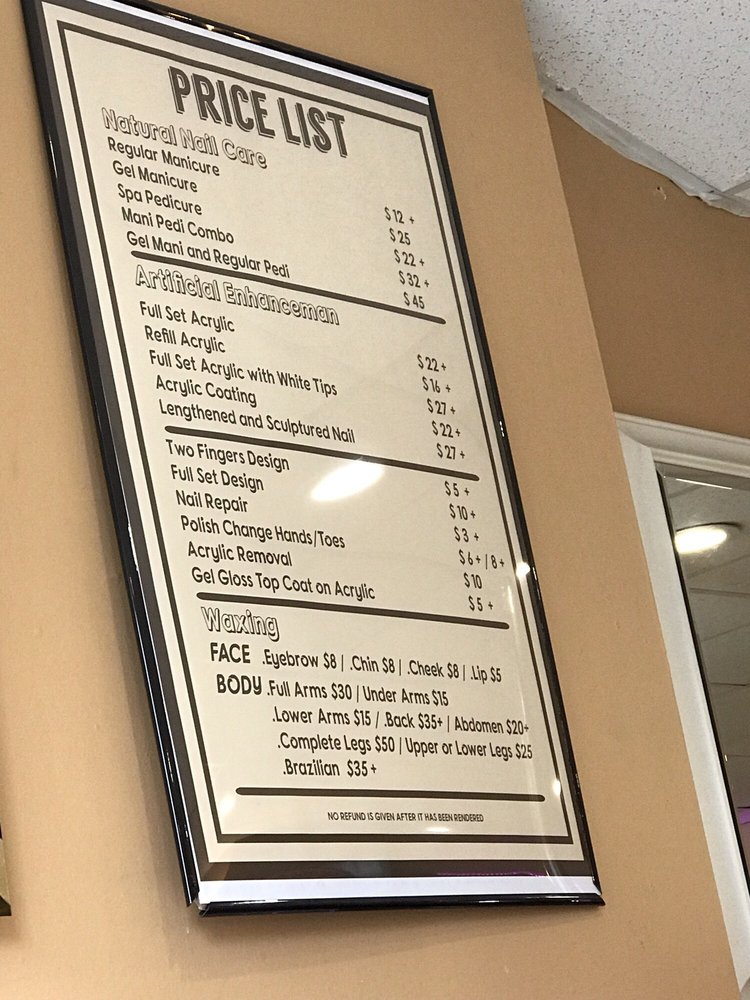 PRICE LIST
Natural Nail Care
Regular Manicure $12 +
Gel Manicure $25
Spa Pedicure $22 +
Mani Pedi Combo $32 +
Gel Mani and Regular Pedi $45
Artificial Enhanceman
Full Set Acrylic $22+
Refill Acrylic $16 +
Full Set Acrylic with White Tips $27+
Acrylic Coating $22+
Lengthened and Sculptured Nail $27+
Two Fingers Design $5 +
Full Set Design $10+
Nail Repair $3 +
Polish Change Hands/Toes $6+/8+
Acrylic Removal $10
Gel Gloss Top Coat on Acrylic $5 +
Waxing
FACE .Eyebrow $8 / .Chin $8 / .Cheek $8 / .Lip $5
BODY .Full Arms $30 / Under Arms $15
.Lower Arms $15 / .Back $35+ / Abdomen $20+
.Complete Legs $50 / Upper or Lower Legs $25
.Brazilian $35+
NO REFUND IS GIVEN AFTER IT HAS BEEN RENDERED